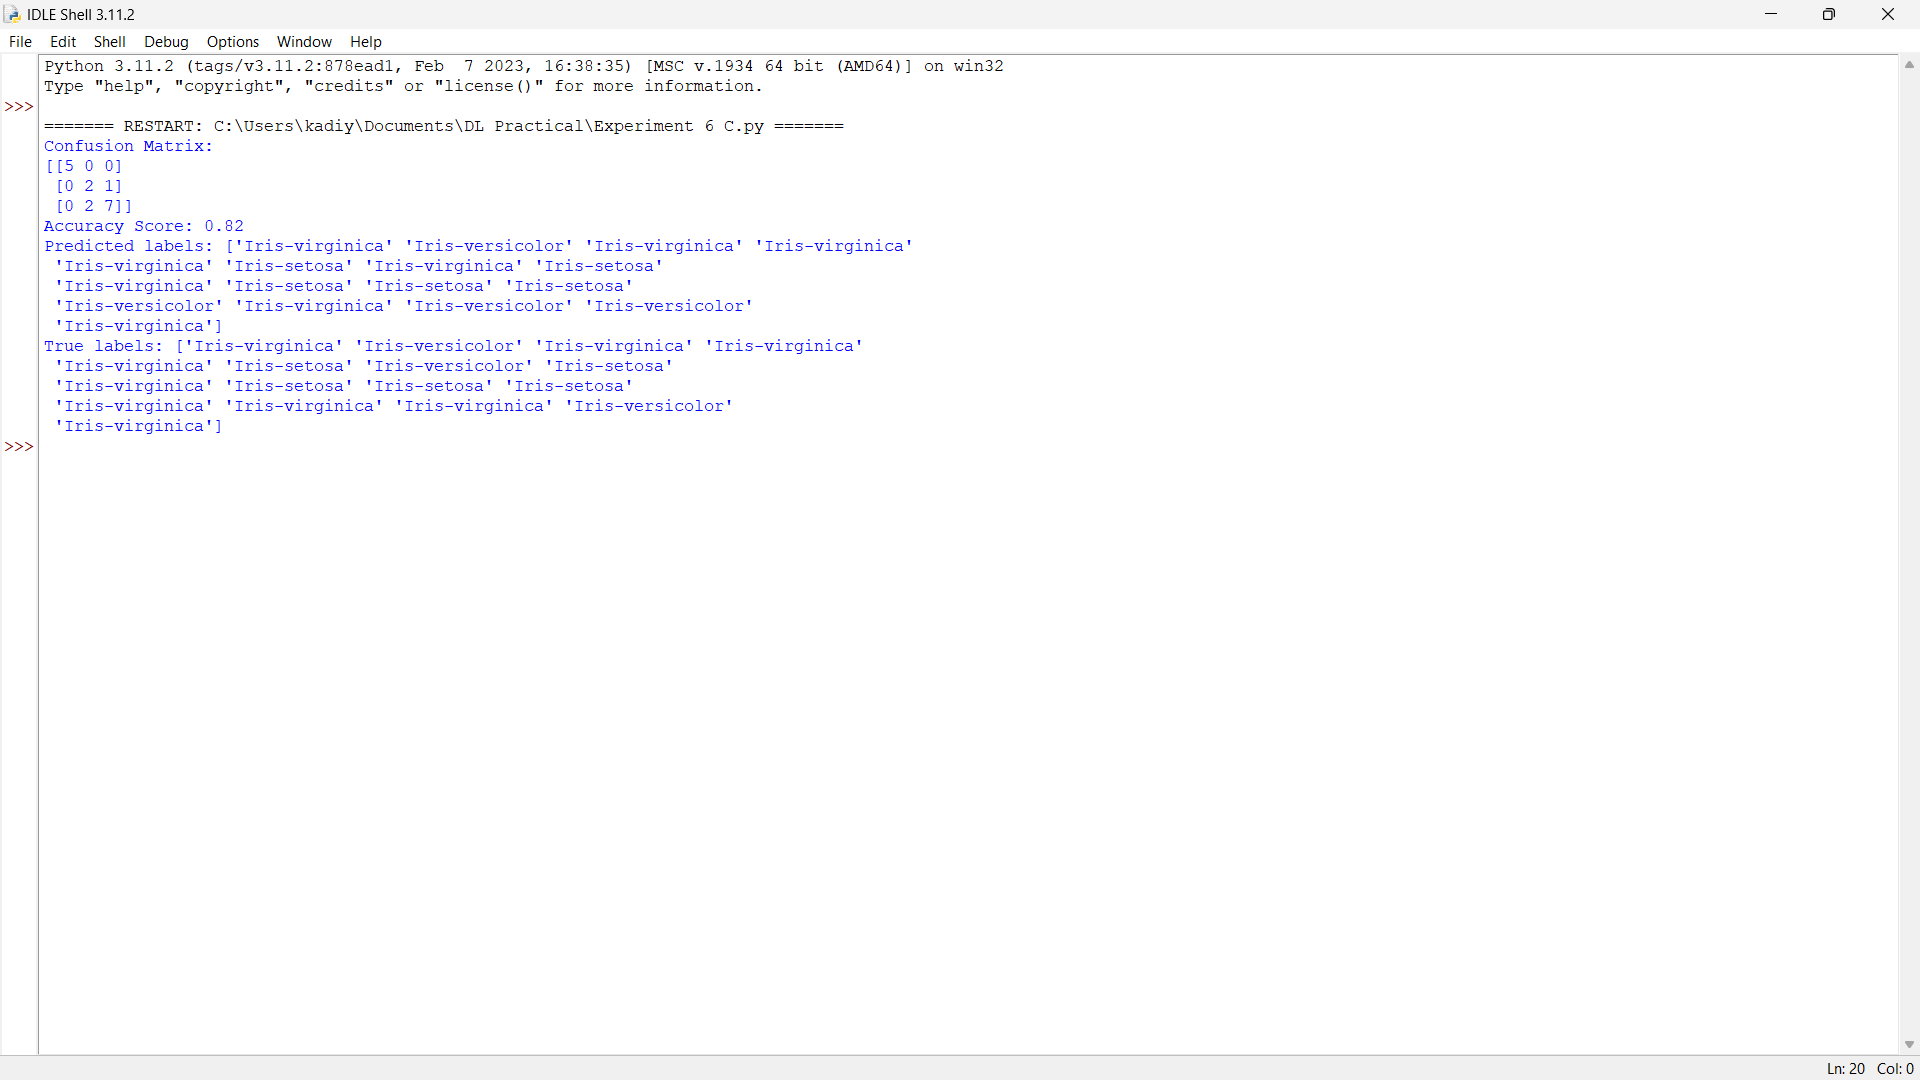 IDLE Shell 3.11.2
File Edit Shell Debug Options Window Help
Python 3.11.2 (tags/v3.11.2:878ead1, Feb  7 2023, 16:38:35) [MSC v.1934 64 bit (AMD64)] on win32
Type "help", "copyright", "credits" or "license()" for more information.
>>>
======= RESTART: C:\Users\kadiy\Documents\DL Practical\Experiment 6 C.py =======
Confusion Matrix:
[[5 0 0]
 [0 2 1]
 [0 2 7]]
Accuracy Score: 0.82
Predicted labels: ['Iris-virginica' 'Iris-versicolor' 'Iris-virginica' 'Iris-virginica'
 'Iris-virginica' 'Iris-setosa' 'Iris-virginica' 'Iris-setosa'
 'Iris-virginica' 'Iris-setosa' 'Iris-setosa' 'Iris-setosa'
 'Iris-versicolor' 'Iris-virginica' 'Iris-versicolor' 'Iris-versicolor'
 'Iris-virginica']
True labels: ['Iris-virginica' 'Iris-versicolor' 'Iris-virginica' 'Iris-virginica'
 'Iris-virginica' 'Iris-setosa' 'Iris-versicolor' 'Iris-setosa'
 'Iris-virginica' 'Iris-setosa' 'Iris-setosa' 'Iris-setosa'
 'Iris-virginica' 'Iris-virginica' 'Iris-virginica' 'Iris-versicolor'
 'Iris-virginica']
>>>
Ln: 20 Col: 0